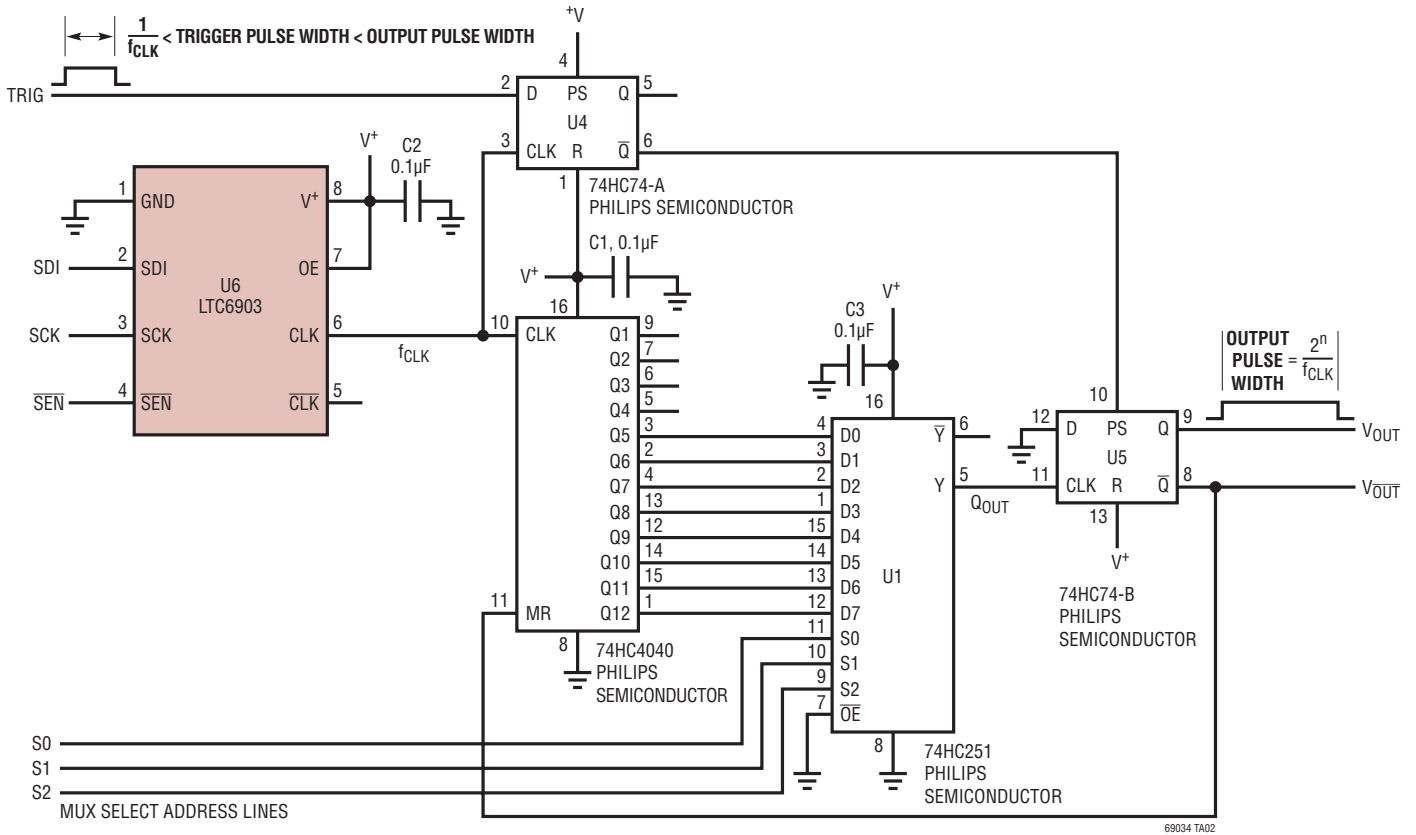 1
fCLK < TRIGGER PULSE WIDTH < OUTPUT PULSE WIDTH
TRIG
+V
4
2 D PS Q 5
U4
3 CLK R Q̅ 6
1 74HC74-A
PHILIPS SEMICONDUCTOR
V+
C2
0.1µF
1 GND V+ 8
SDI 2 SDI OE 7
U6
LTC6903
SCK 3 SCK CLK 6
fCLK
S̅E̅N̅ 4 S̅E̅N̅ C̅L̅K̅ 5
C1, 0.1µF
V+
16
10 CLK Q1 9
Q2 7
Q3 6
Q4 5
Q5 3
Q6 2
Q7 4
Q8 13
Q9 12
Q10 14
Q11 15
11 MR Q12 1
8 74HC4040
PHILIPS
SEMICONDUCTOR
V+
C3
0.1µF
16
4 D0 Y̅ 6
3 D1
2 D2 Y 5
QOUT
1 D3
15 D4
14 D5
U1
13 D6
12 D7
11 S0
10 S1
9 S2
7 O̅E̅
8 74HC251
PHILIPS
SEMICONDUCTOR
OUTPUT
PULSE = 2n
WIDTH fCLK
10
12 D PS Q 9 VOUT
U5
11 CLK R Q̅ 8 VO̅U̅T̅
13
V+
74HC74-B
PHILIPS
SEMICONDUCTOR
S0
S1
S2
MUX SELECT ADDRESS LINES
69034 TA02